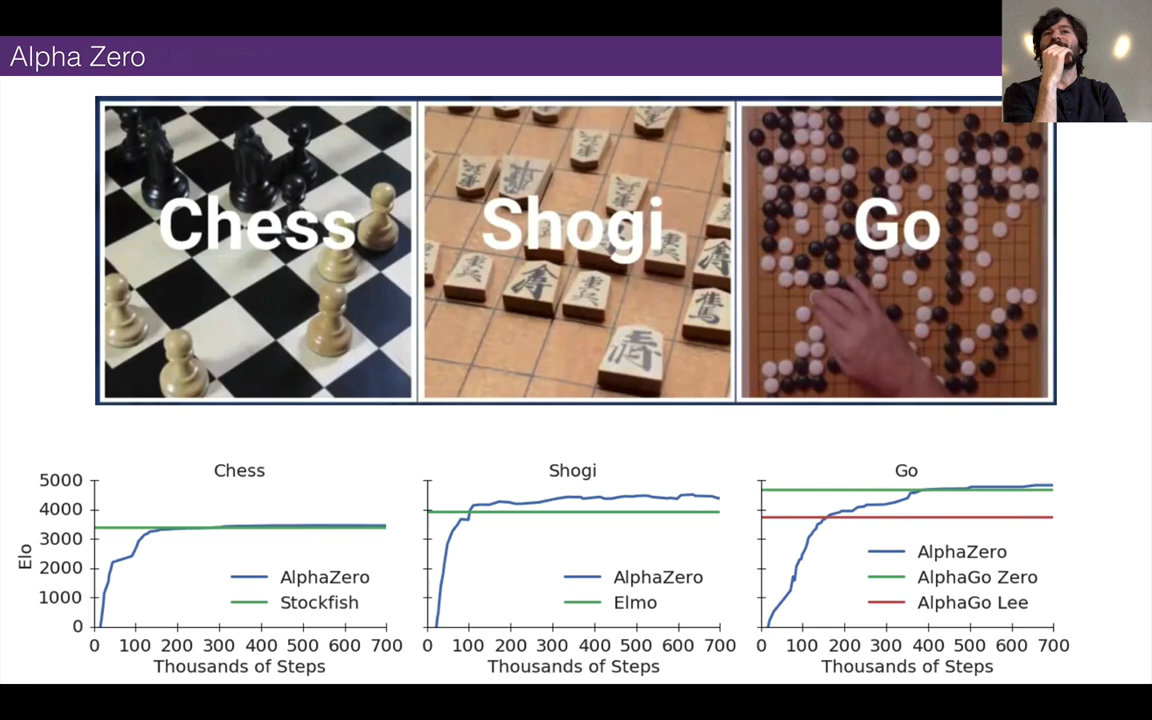 Alpha Zero
Chess
Shogi
Go
Chess
5000
4000
3000
2000
1000
0
Elo
AlphaZero
Stockfish
0 100 200 300 400 500 600 700
Thousands of Steps
Shogi
AlphaZero
Elmo
0 100 200 300 400 500 600 700
Thousands of Steps
Go
AlphaZero
AlphaGo Zero
AlphaGo Lee
0 100 200 300 400 500 600 700
Thousands of Steps